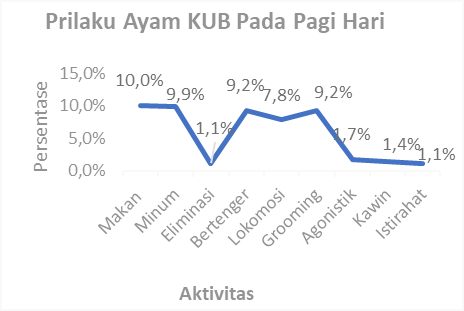 Prilaku Ayam KUB Pada Pagi Hari
Persentase
15,0%
10,0%
5,0%
0,0%
10,0%
9,9%
1,1%
9,2%
7,8%
9,2%
1,7%
1,4%
1,1%
Makan
Minum
Eliminasi
Bertenger
Lokomosi
Grooming
Agonistik
Kawin
Istirahat
Aktivitas